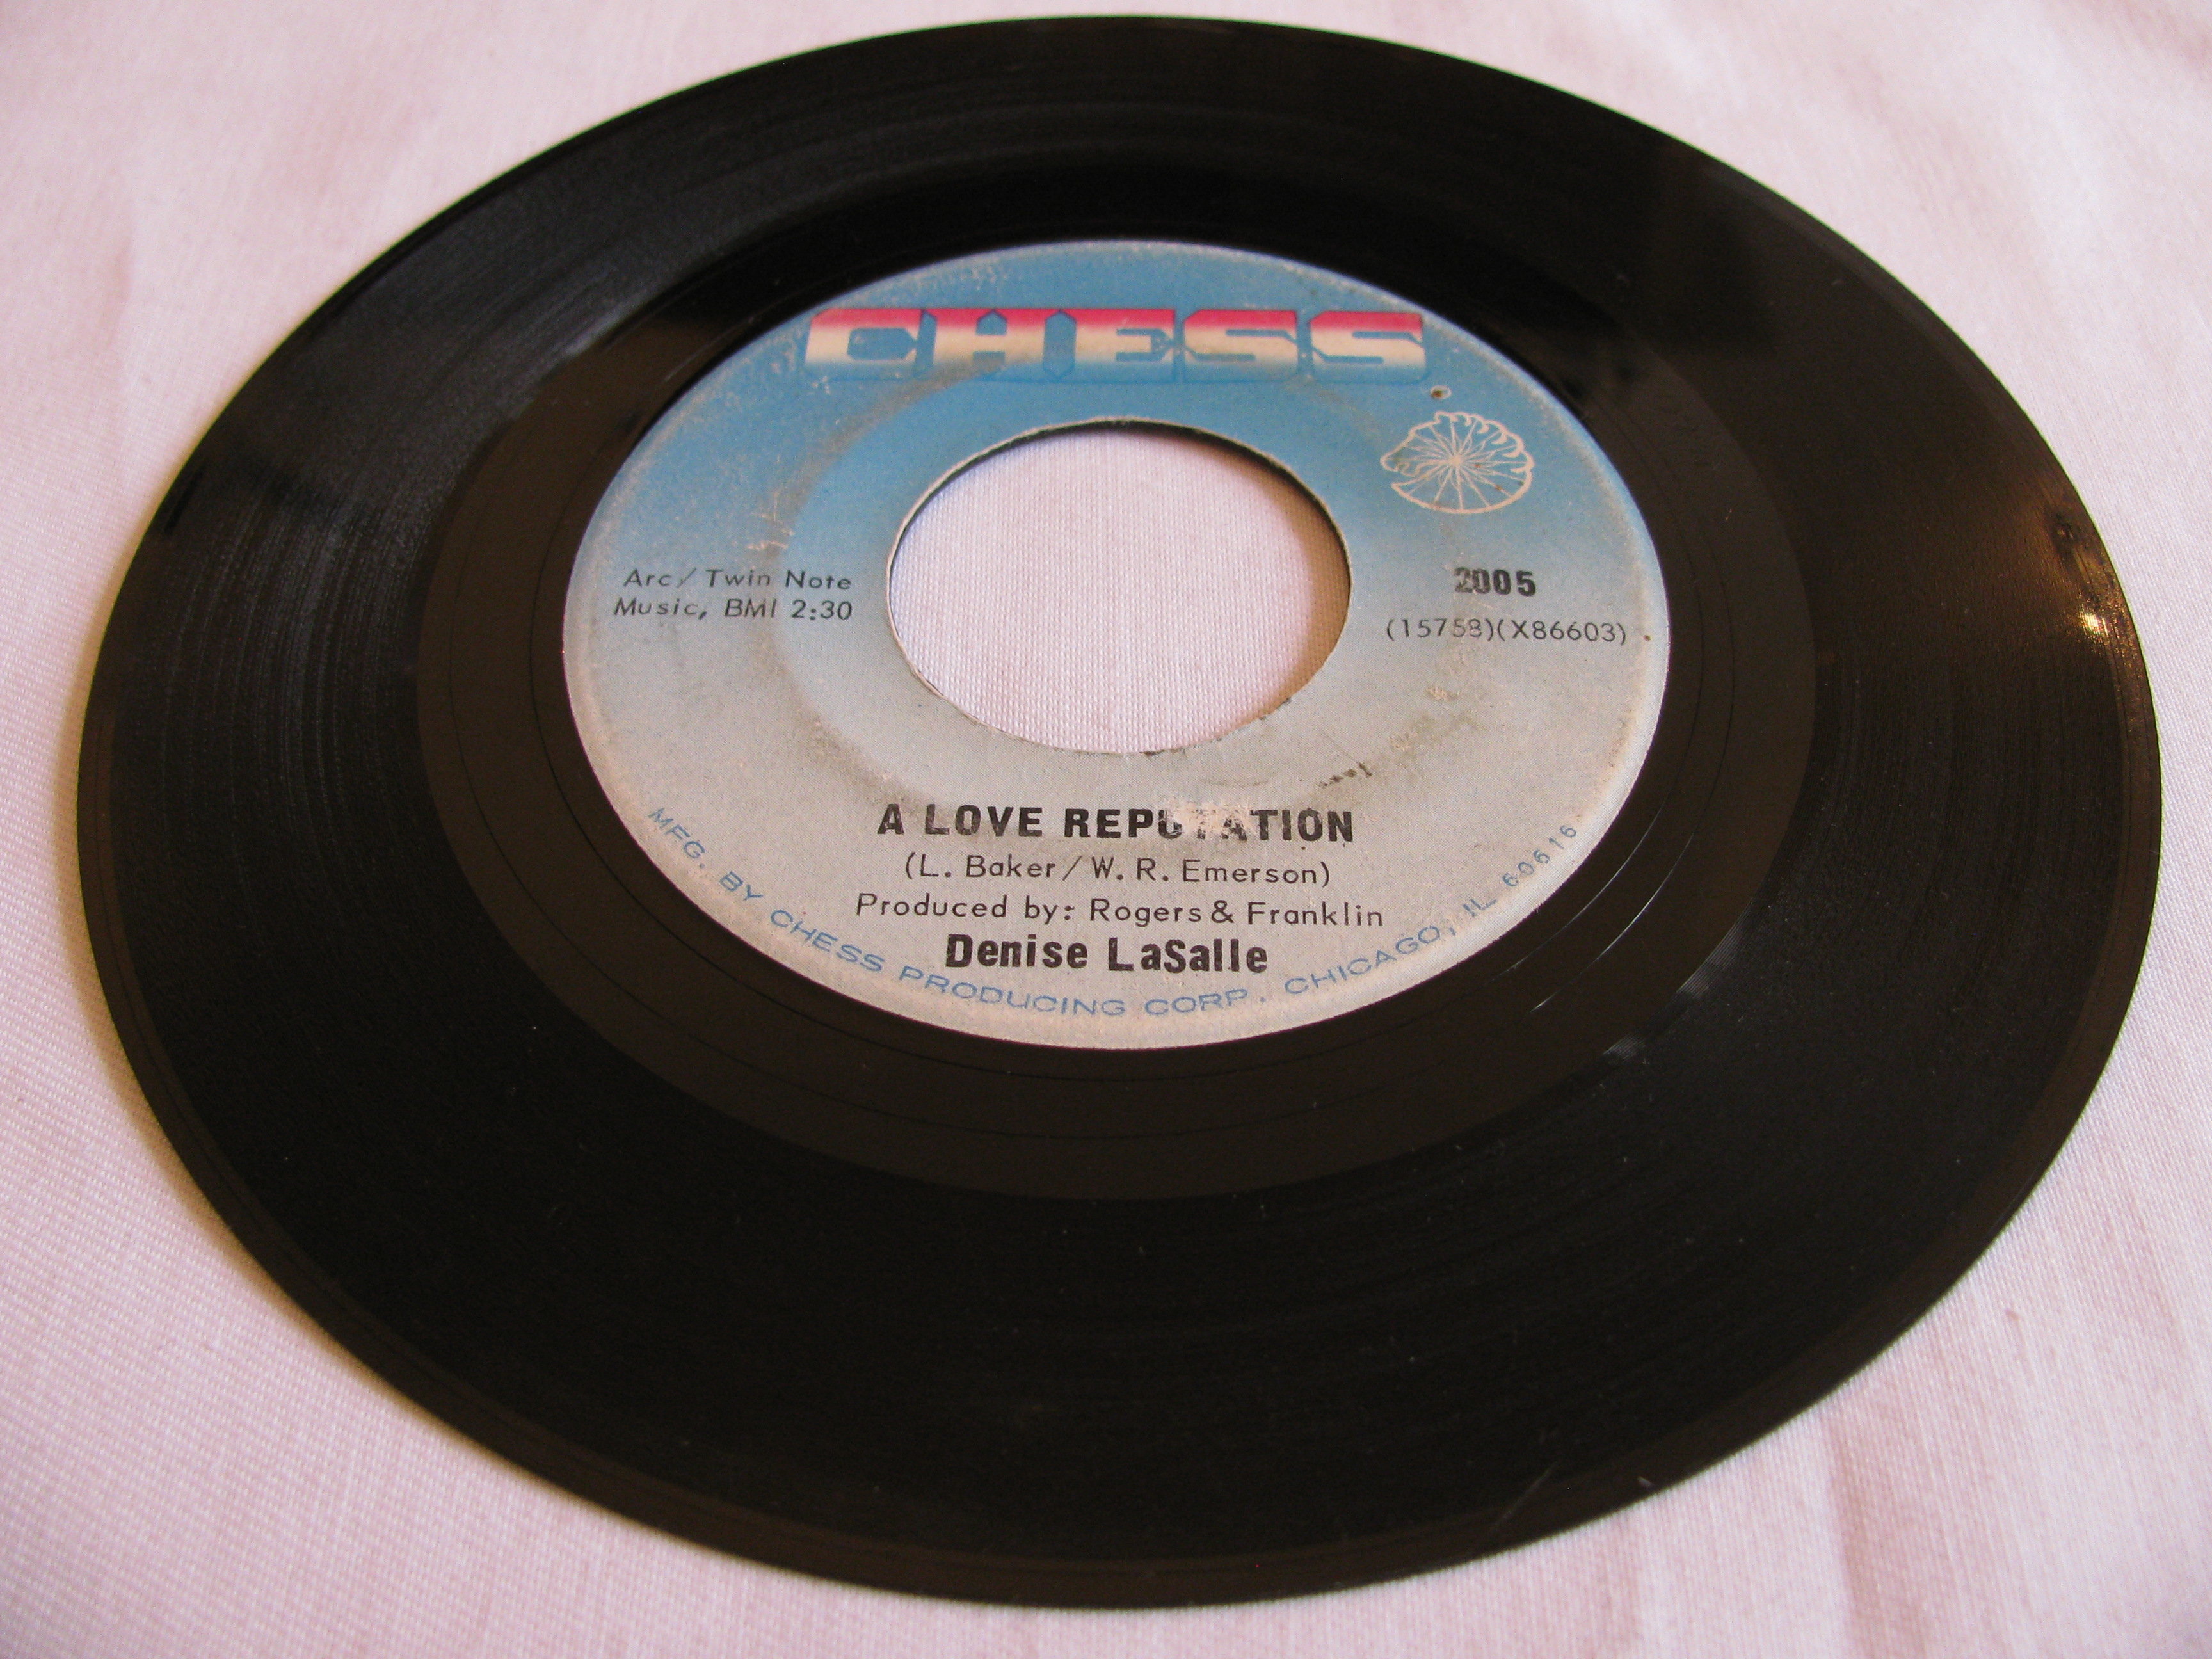 CHESS
Arc/Twin Note
Music, BMI 2:30
2005
(15758)(X86603)
A LOVE REPUTATION
(L. Baker/W. R. Emerson)
Produced by: Rogers & Franklin
Denise LaSalle
MFG. BY CHESS PRODUCING CORP. CHICAGO, IL 60616